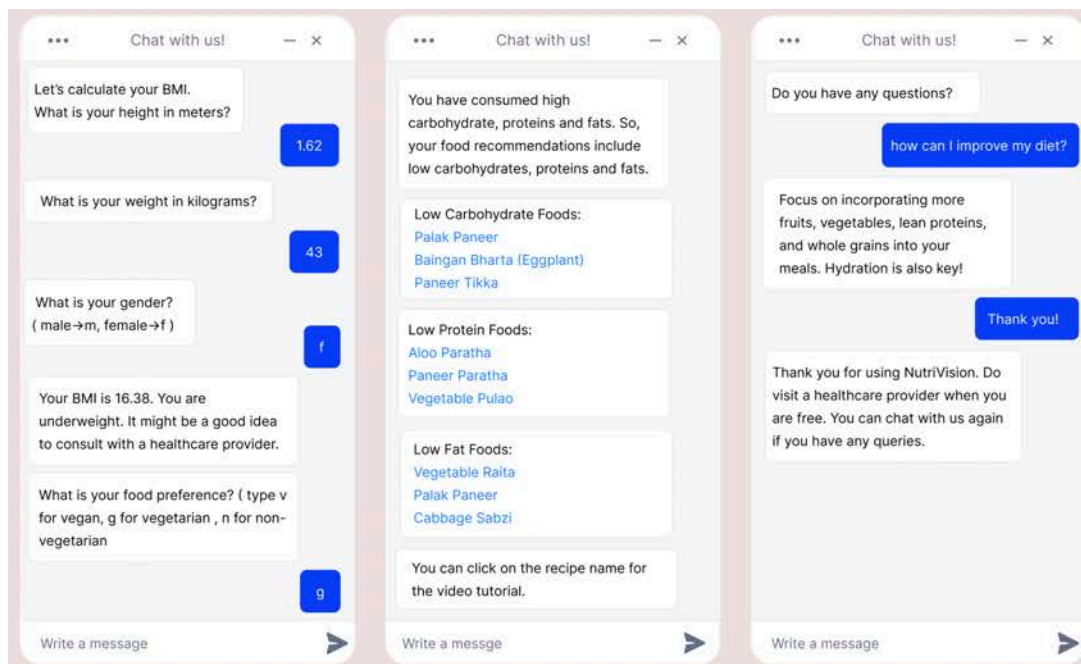 Chat with us!
Let's calculate your BMI.
What is your height in meters?
1.62
What is your weight in kilograms?
43
What is your gender?
( male→m, female→f )
f
Your BMI is 16.38. You are
underweight. It might be a good idea
to consult with a healthcare provider.
What is your food preference? ( type v
for vegan, g for vegetarian , n for non-
vegetarian
g
Write a message
Chat with us!
You have consumed high
carbohydrate, proteins and fats. So,
your food recommendations include
low carbohydrates, proteins and fats.
Low Carbohydrate Foods:
Palak Paneer
Baingan Bharta (Eggplant)
Paneer Tikka
Low Protein Foods:
Aloo Paratha
Paneer Paratha
Vegetable Pulao
Low Fat Foods:
Vegetable Raita
Palak Paneer
Cabbage Sabzi
You can click on the recipe name for
the video tutorial.
Write a messge
Chat with us!
Do you have any questions?
how can I improve my diet?
Focus on incorporating more
fruits, vegetables, lean proteins,
and whole grains into your
meals. Hydration is also key!
Thank you!
Thank you for using NutriVision. Do
visit a healthcare provider when you
are free. You can chat with us again
if you have any queries.
Write a message